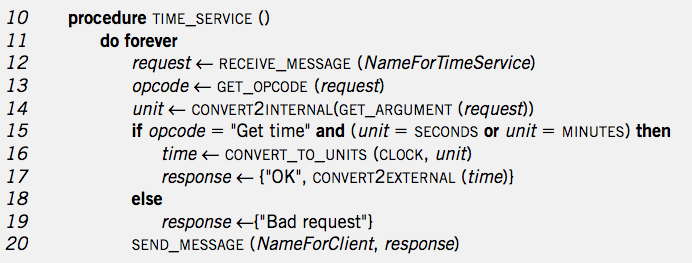 10 procedure TIME_SERVICE ()
11 do forever
12 request ← RECEIVE_MESSAGE (NameForTimeService)
13 opcode ← GET_OPCODE (request)
14 unit ← CONVERT2INTERNAL(GET_ARGUMENT (request))
15 if opcode = "Get time" and (unit = SECONDS or unit = MINUTES) then
16 time ← CONVERT_TO_UNITS (CLOCK, unit)
17 response ← {"OK", CONVERT2EXTERNAL (time)}
18 else
19 response ←{"Bad request"}
20 SEND_MESSAGE (NameForClient, response)